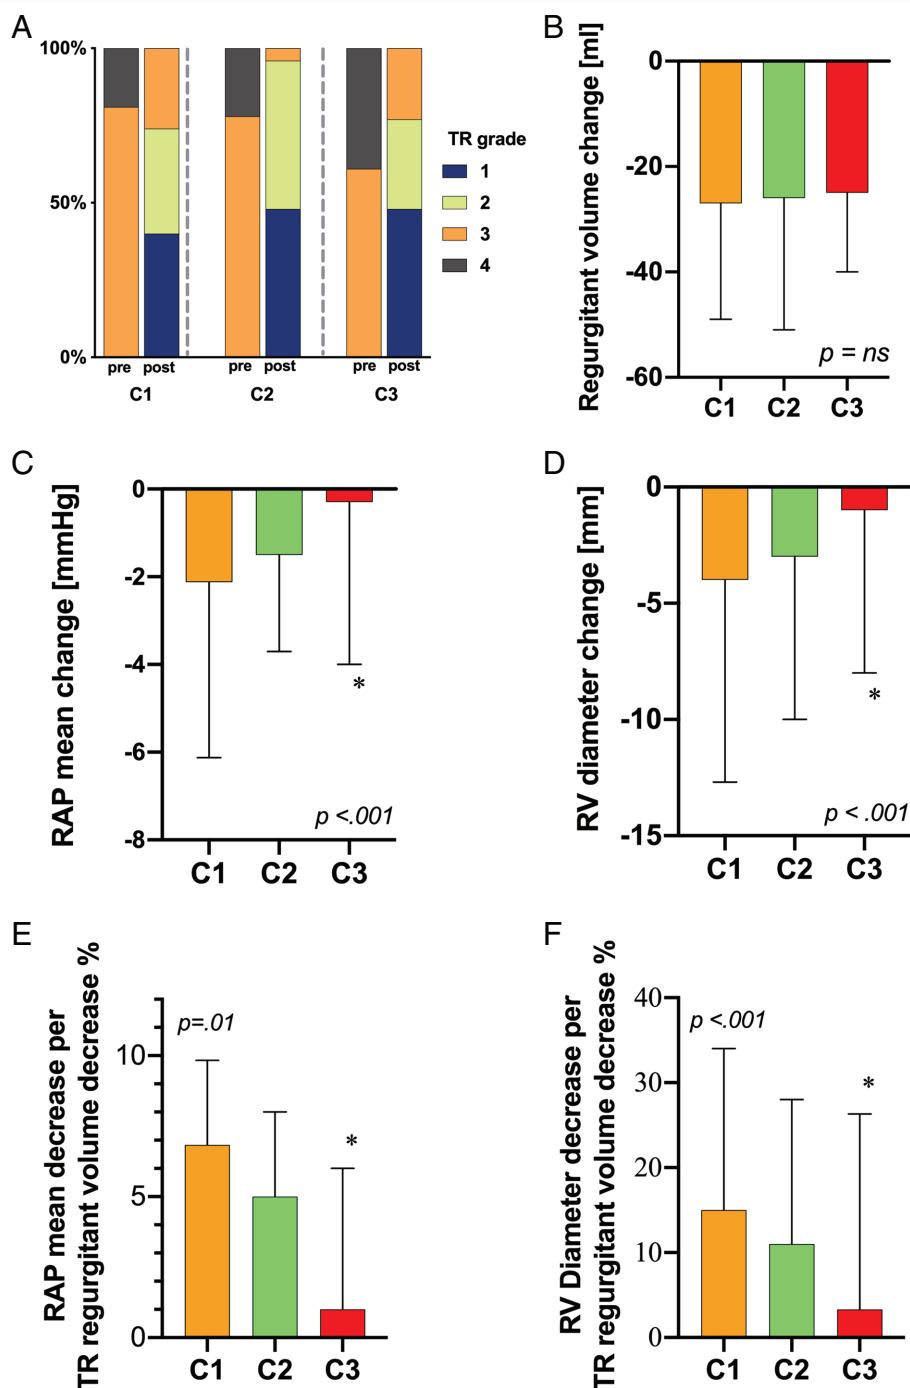 A
100%
50%
0%
pre post
pre post
pre post
C1
C2
C3
TR grade
1
2
3
4
B
Regurgitant volume change [ml]
0
-20
-40
-60
p = ns
C1
C2
C3
C
RAP mean change [mmHg]
0
-2
-4
-6
-8
*
p <.001
C1
C2
C3
D
RV diameter change [mm]
0
-5
-10
-15
*
p <.001
C1
C2
C3
E
RAP mean decrease per
TR regurgitant volume decrease %
10
5
0
p=.01
*
C1
C2
C3
F
RV Diameter decrease per
TR regurgitant volume decrease %
40
30
20
10
0
p <.001
*
C1
C2
C3